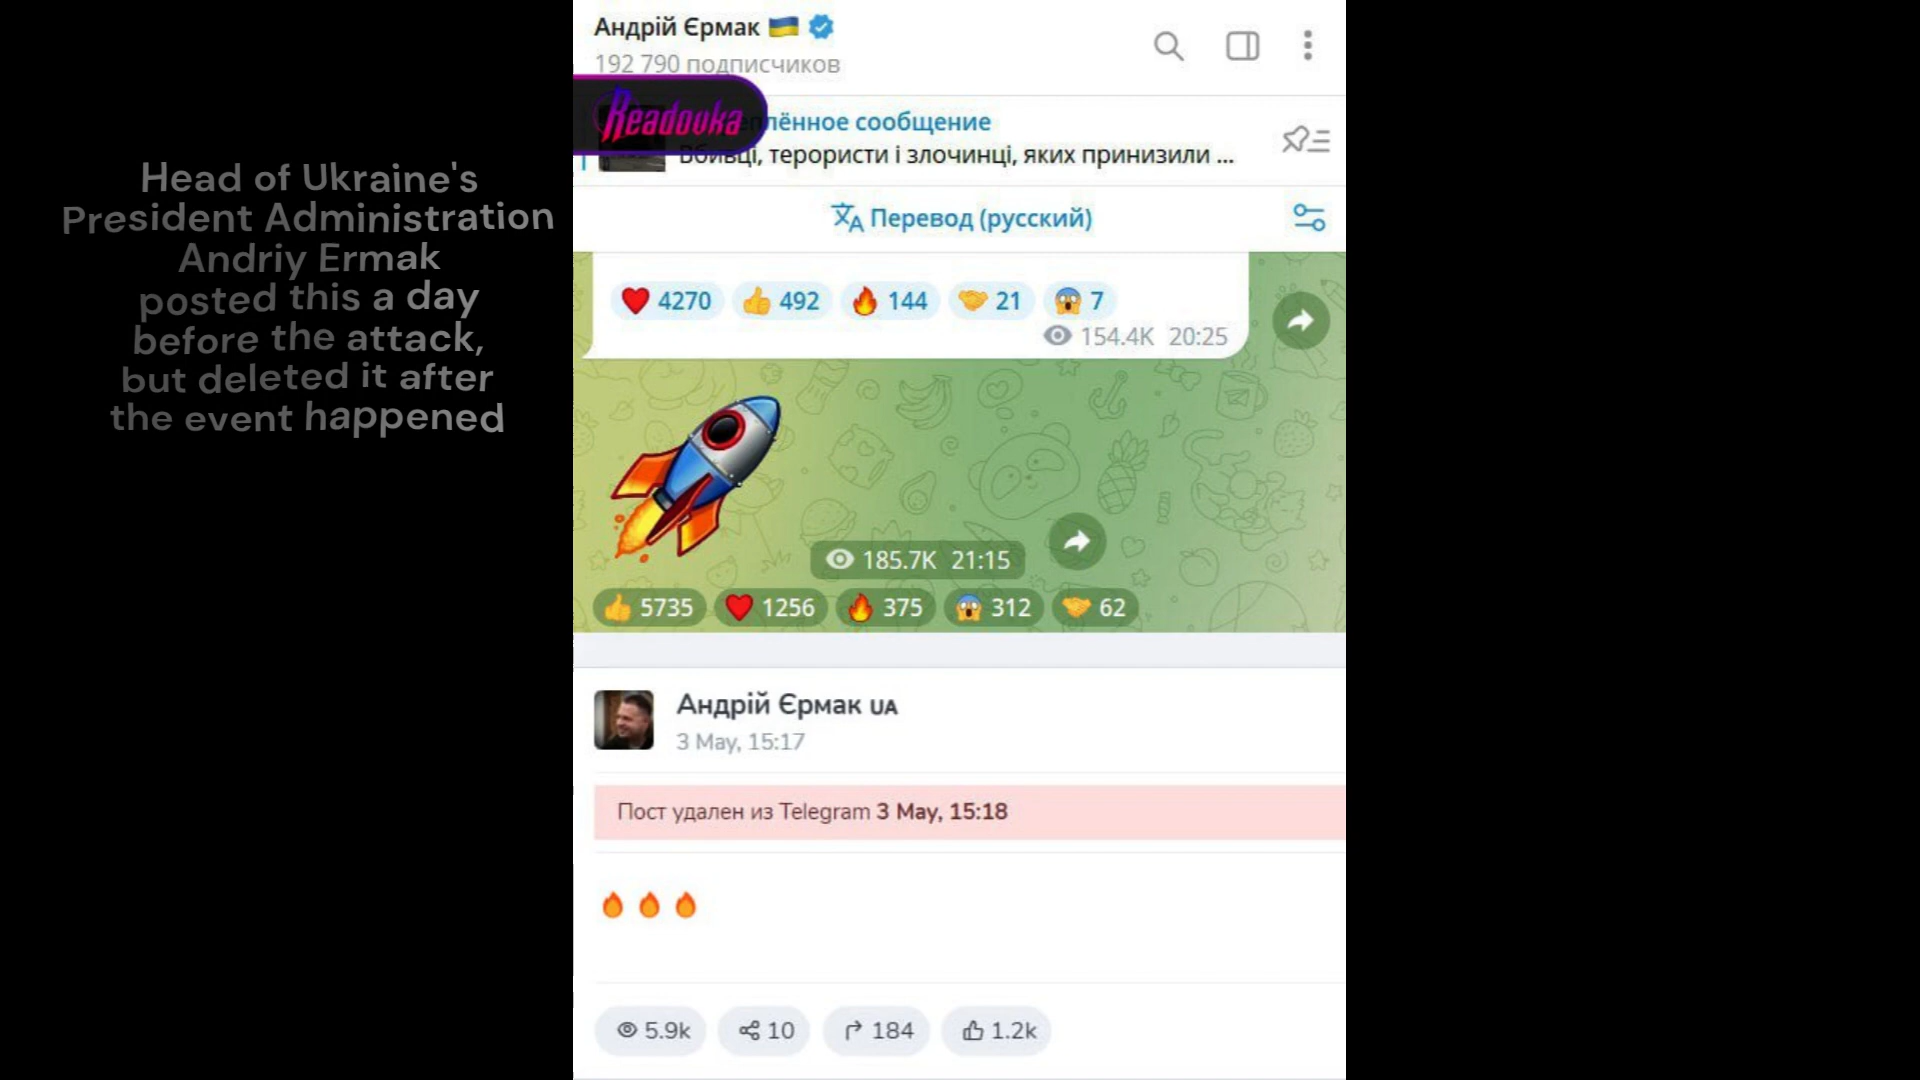 Head of Ukraine's
President Administration
Andriy Ermak
posted this a day
before the attack,
but deleted it after
the event happened
Андрій Єрмак
192 790 подписчиков
Readovka
лённое сообщение
Вбивці, терористи і злочинці, яких принизили ...
Перевод (русский)
4270 492 144 21 7
154.4K 20:25
185.7K 21:15
5735 1256 375 312 62
Андрій Єрмак UA
3 May, 15:17
Пост удален из Telegram 3 May, 15:18
5.9k 10 184 1.2k